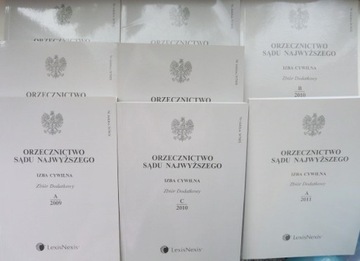 ORZECZNICTWO
ORZECZNICTWO
ORZECZNICTWO
SĄDU NAJWYŻSZEGO
IZBA CYWILNA
Zbiór Dodatkowy
B
2010
ORZECZNICTWO
ORZECZNICTWO
ORZECZNICTWO
SĄDU NAJWYŻSZEGO
IZBA CYWILNA
Zbiór Dodatkowy
A
2009
LexisNexis
ORZECZNICTWO
SĄDU NAJWYŻSZEGO
IZBA CYWILNA
Zbiór Dodatkowy
C
2010
LexisNexis
ORZECZNICTWO
SĄDU NAJWYŻSZEGO
IZBA CYWILNA
Zbiór Dodatkowy
A
2011
LexisNexis